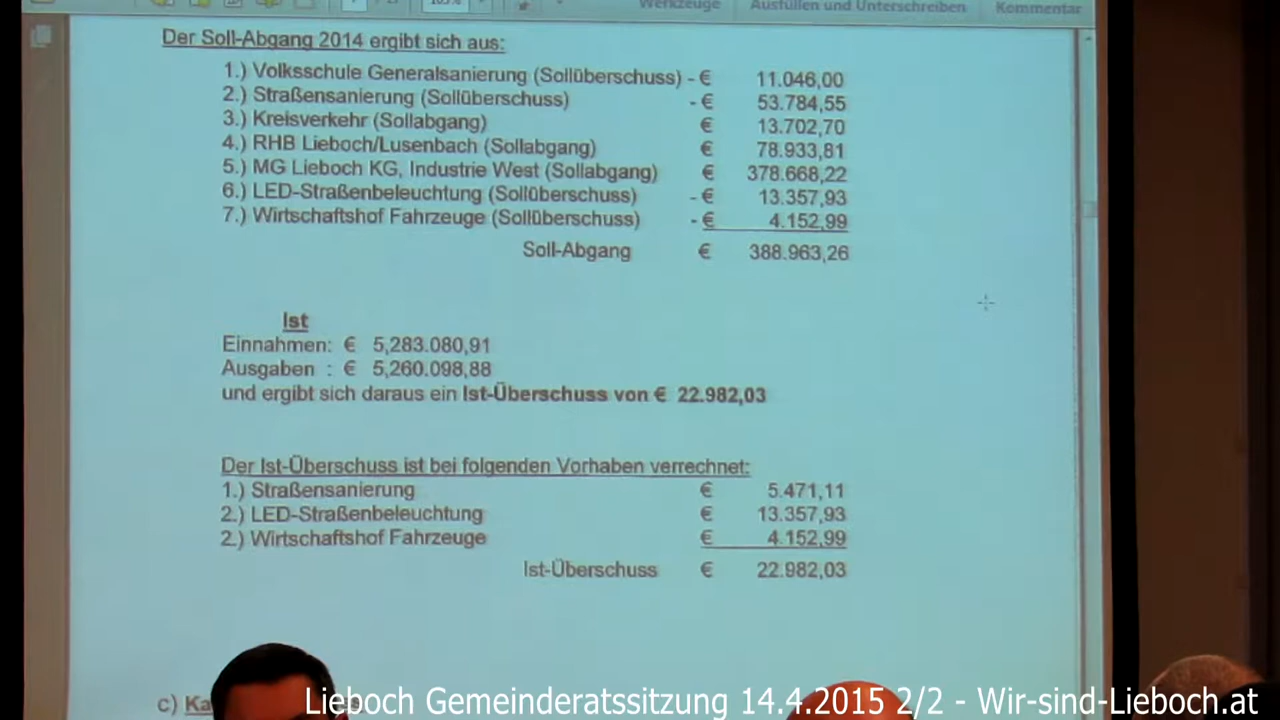 Werkzeuge Ausfüllen und Unterschreiben Kommentar
Der Soll-Abgang 2014 ergibt sich aus:
1.) Volksschule Generalsanierung (Sollüberschuss) - € 11.046,00
2.) Straßensanierung (Sollüberschuss) - € 53.784,55
3.) Kreisverkehr (Sollabgang) € 13.702,70
4.) RHB Lieboch/Lusenbach (Sollabgang) € 78.933,81
5.) MG Lieboch KG, Industrie West (Sollabgang) € 378.668,22
6.) LED-Straßenbeleuchtung (Sollüberschuss) - € 13.357,93
7.) Wirtschaftshof Fahrzeuge (Sollüberschuss) - € 4.152,99
Soll-Abgang € 388.963,26
Ist
Einnahmen: € 5,283.080,91
Ausgaben : € 5,260.098,88
und ergibt sich daraus ein Ist-Überschuss von € 22.982,03
Der Ist-Überschuss ist bei folgenden Vorhaben verrechnet:
1.) Straßensanierung € 5.471,11
2.) LED-Straßenbeleuchtung € 13.357,93
2.) Wirtschaftshof Fahrzeuge € 4.152,99
Ist-Überschuss € 22.982,03
c) Ka
Lieboch Gemeinderatssitzung 14.4.2015 2/2 - Wir-sind-Lieboch.at